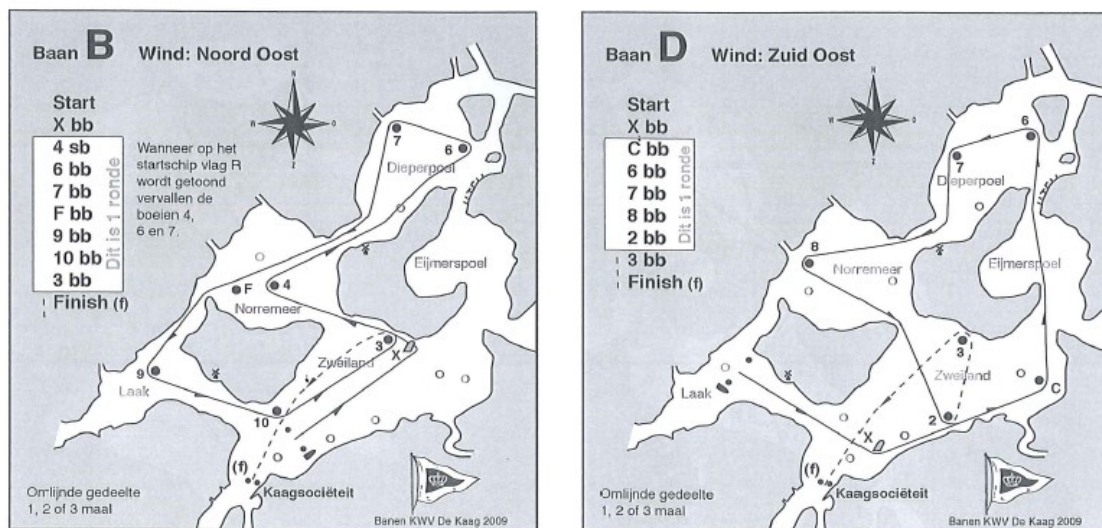 Baan B Wind: Noord Oost
Start
X bb
4 sb
6 bb
7 bb
F bb
9 bb
10 bb
3 bb
Finish (f)
Dit is 1 ronde
Wanneer op het
startschip vlag R
wordt getoond
vervallen de
boeien 4,
6 en 7.
N
W
O
Z
7
6
Dieperpoel
Eijmerspoel
F
4
Norremeer
3
X
Zweiland
9
Laak
10
(f)
Kaagsociëteit
Omlijnde gedeelte
1, 2 of 3 maal
Banen KWV De Kaag 2009
Baan D Wind: Zuid Oost
Start
X bb
C bb
6 bb
7 bb
8 bb
2 bb
3 bb
Finish (f)
Dit is 1 ronde
N
W
O
Z
6
7
Dieperpoel
8
Norremeer
Eijmerspoel
3
Zweiland
Laak
C
2
X
(f)
Kaagsociëteit
Omlijnde gedeelte
1, 2 of 3 maal
Banen KWV De Kaag 2009